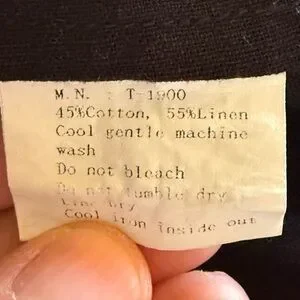 M.N. : T-1900
45%Cotton, 55%Linen
Cool gentle machine
wash
Do not bleach
Do not tumble dry
Line dry
Cool iron inside out